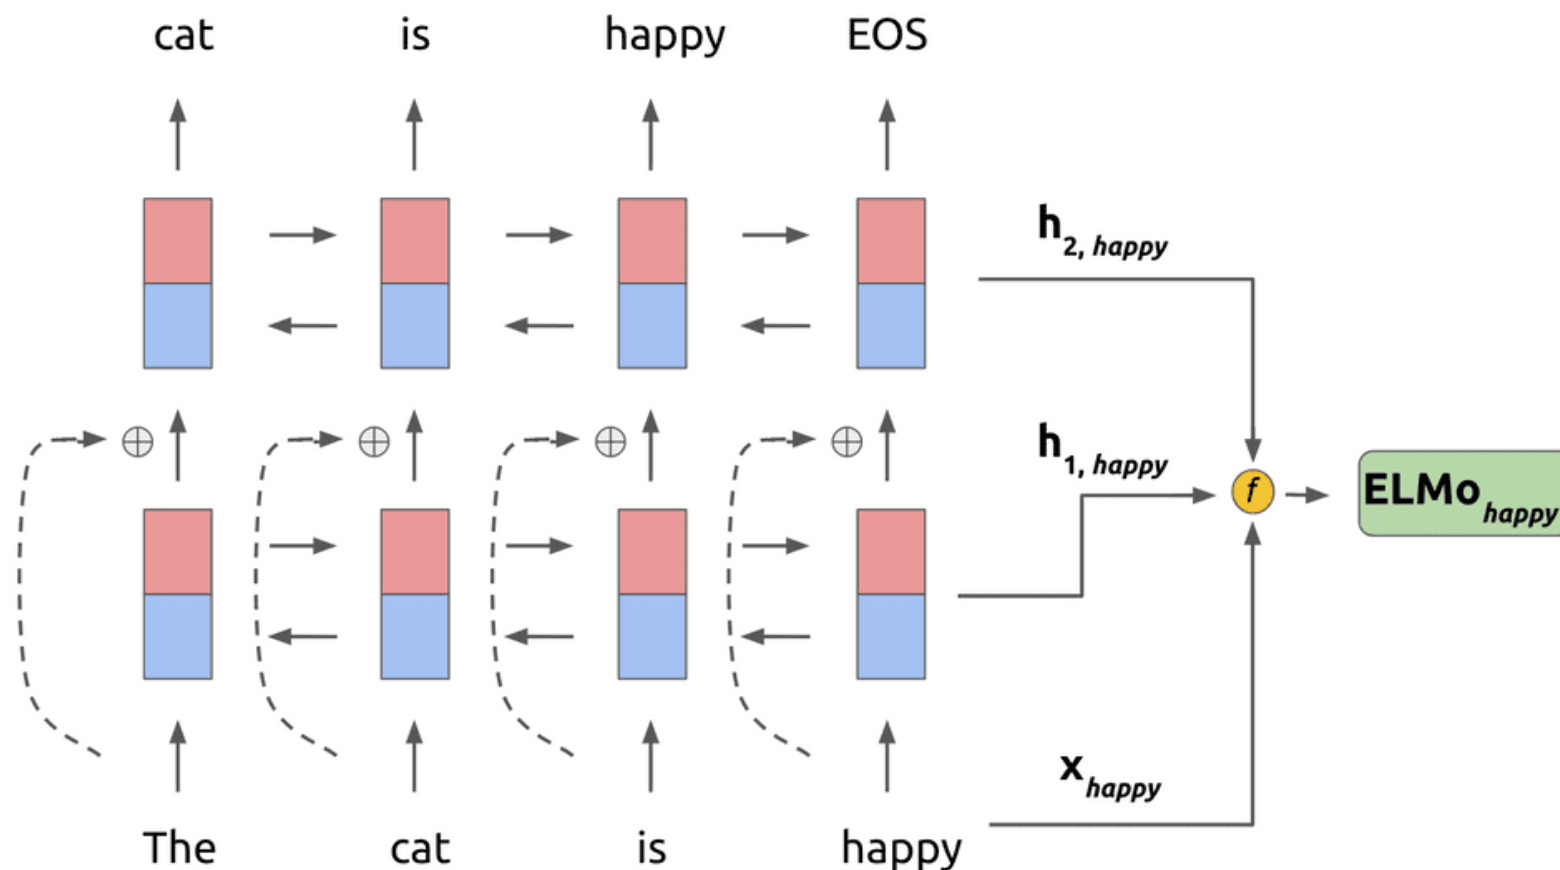 cat is happy EOS
h2, happy
h1, happy
f
ELMo happy
x happy
The cat is happy